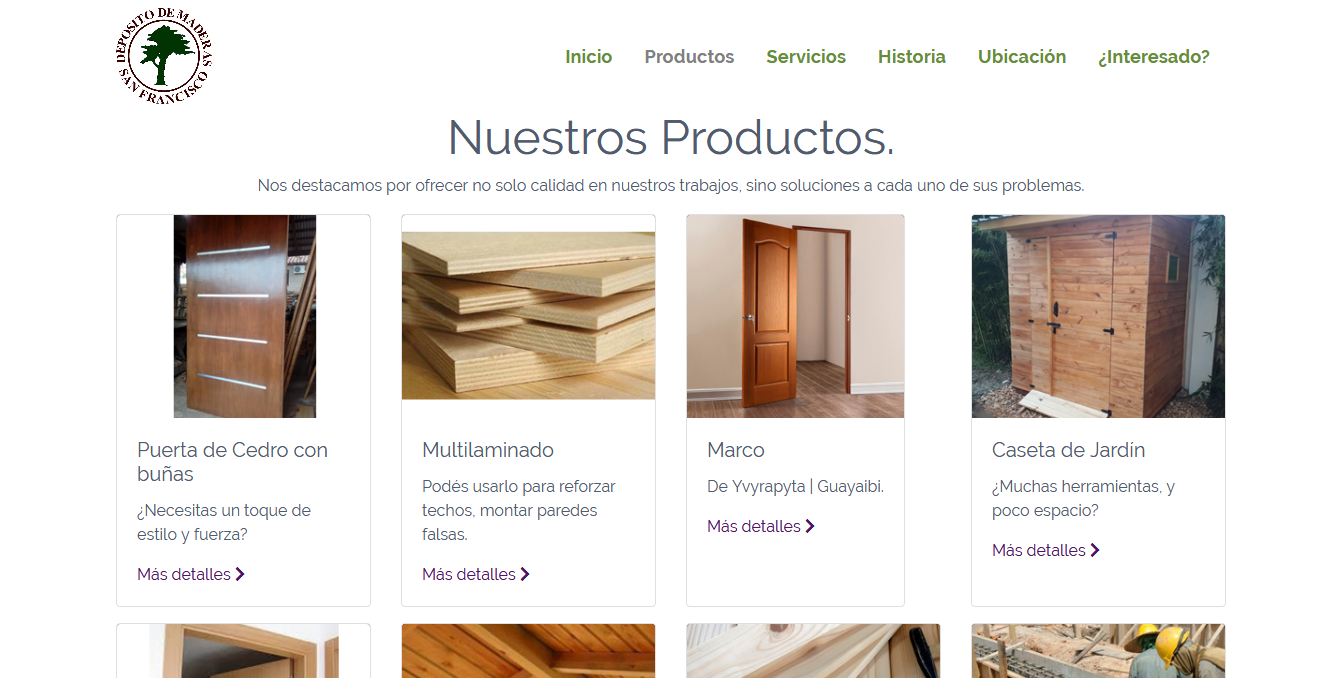 DEPOSITO DE MADERAS
SAN FRANCISCO
Inicio Productos Servicios Historia Ubicación ¿Interesado?
Nuestros Productos.
Nos destacamos por ofrecer no solo calidad en nuestros trabajos, sino soluciones a cada uno de sus problemas.
Puerta de Cedro con
buñas
¿Necesitas un toque de
estilo y fuerza?
Más detalles
Multilaminado
Podés usarlo para reforzar
techos, montar paredes
falsas.
Más detalles
Marco
De Yvyrapyta | Guayaibi.
Más detalles
Caseta de Jardín
¿Muchas herramientas, y
poco espacio?
Más detalles